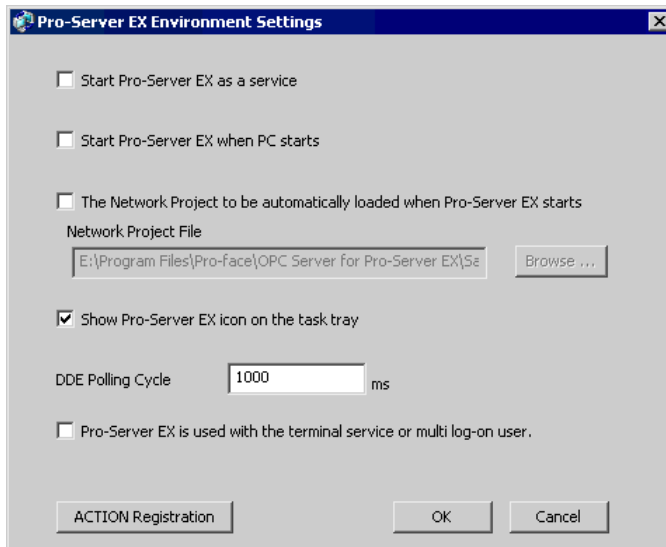 Pro-Server EX Environment Settings
Start Pro-Server EX as a service
Start Pro-Server EX when PC starts
The Network Project to be automatically loaded when Pro-Server EX starts
Network Project File
E:\Program Files\Pro-face\OPC Server for Pro-Server EX\Sa
Browse ...
Show Pro-Server EX icon on the task tray
DDE Polling Cycle 1000 ms
Pro-Server EX is used with the terminal service or multi log-on user.
ACTION Registration OK Cancel